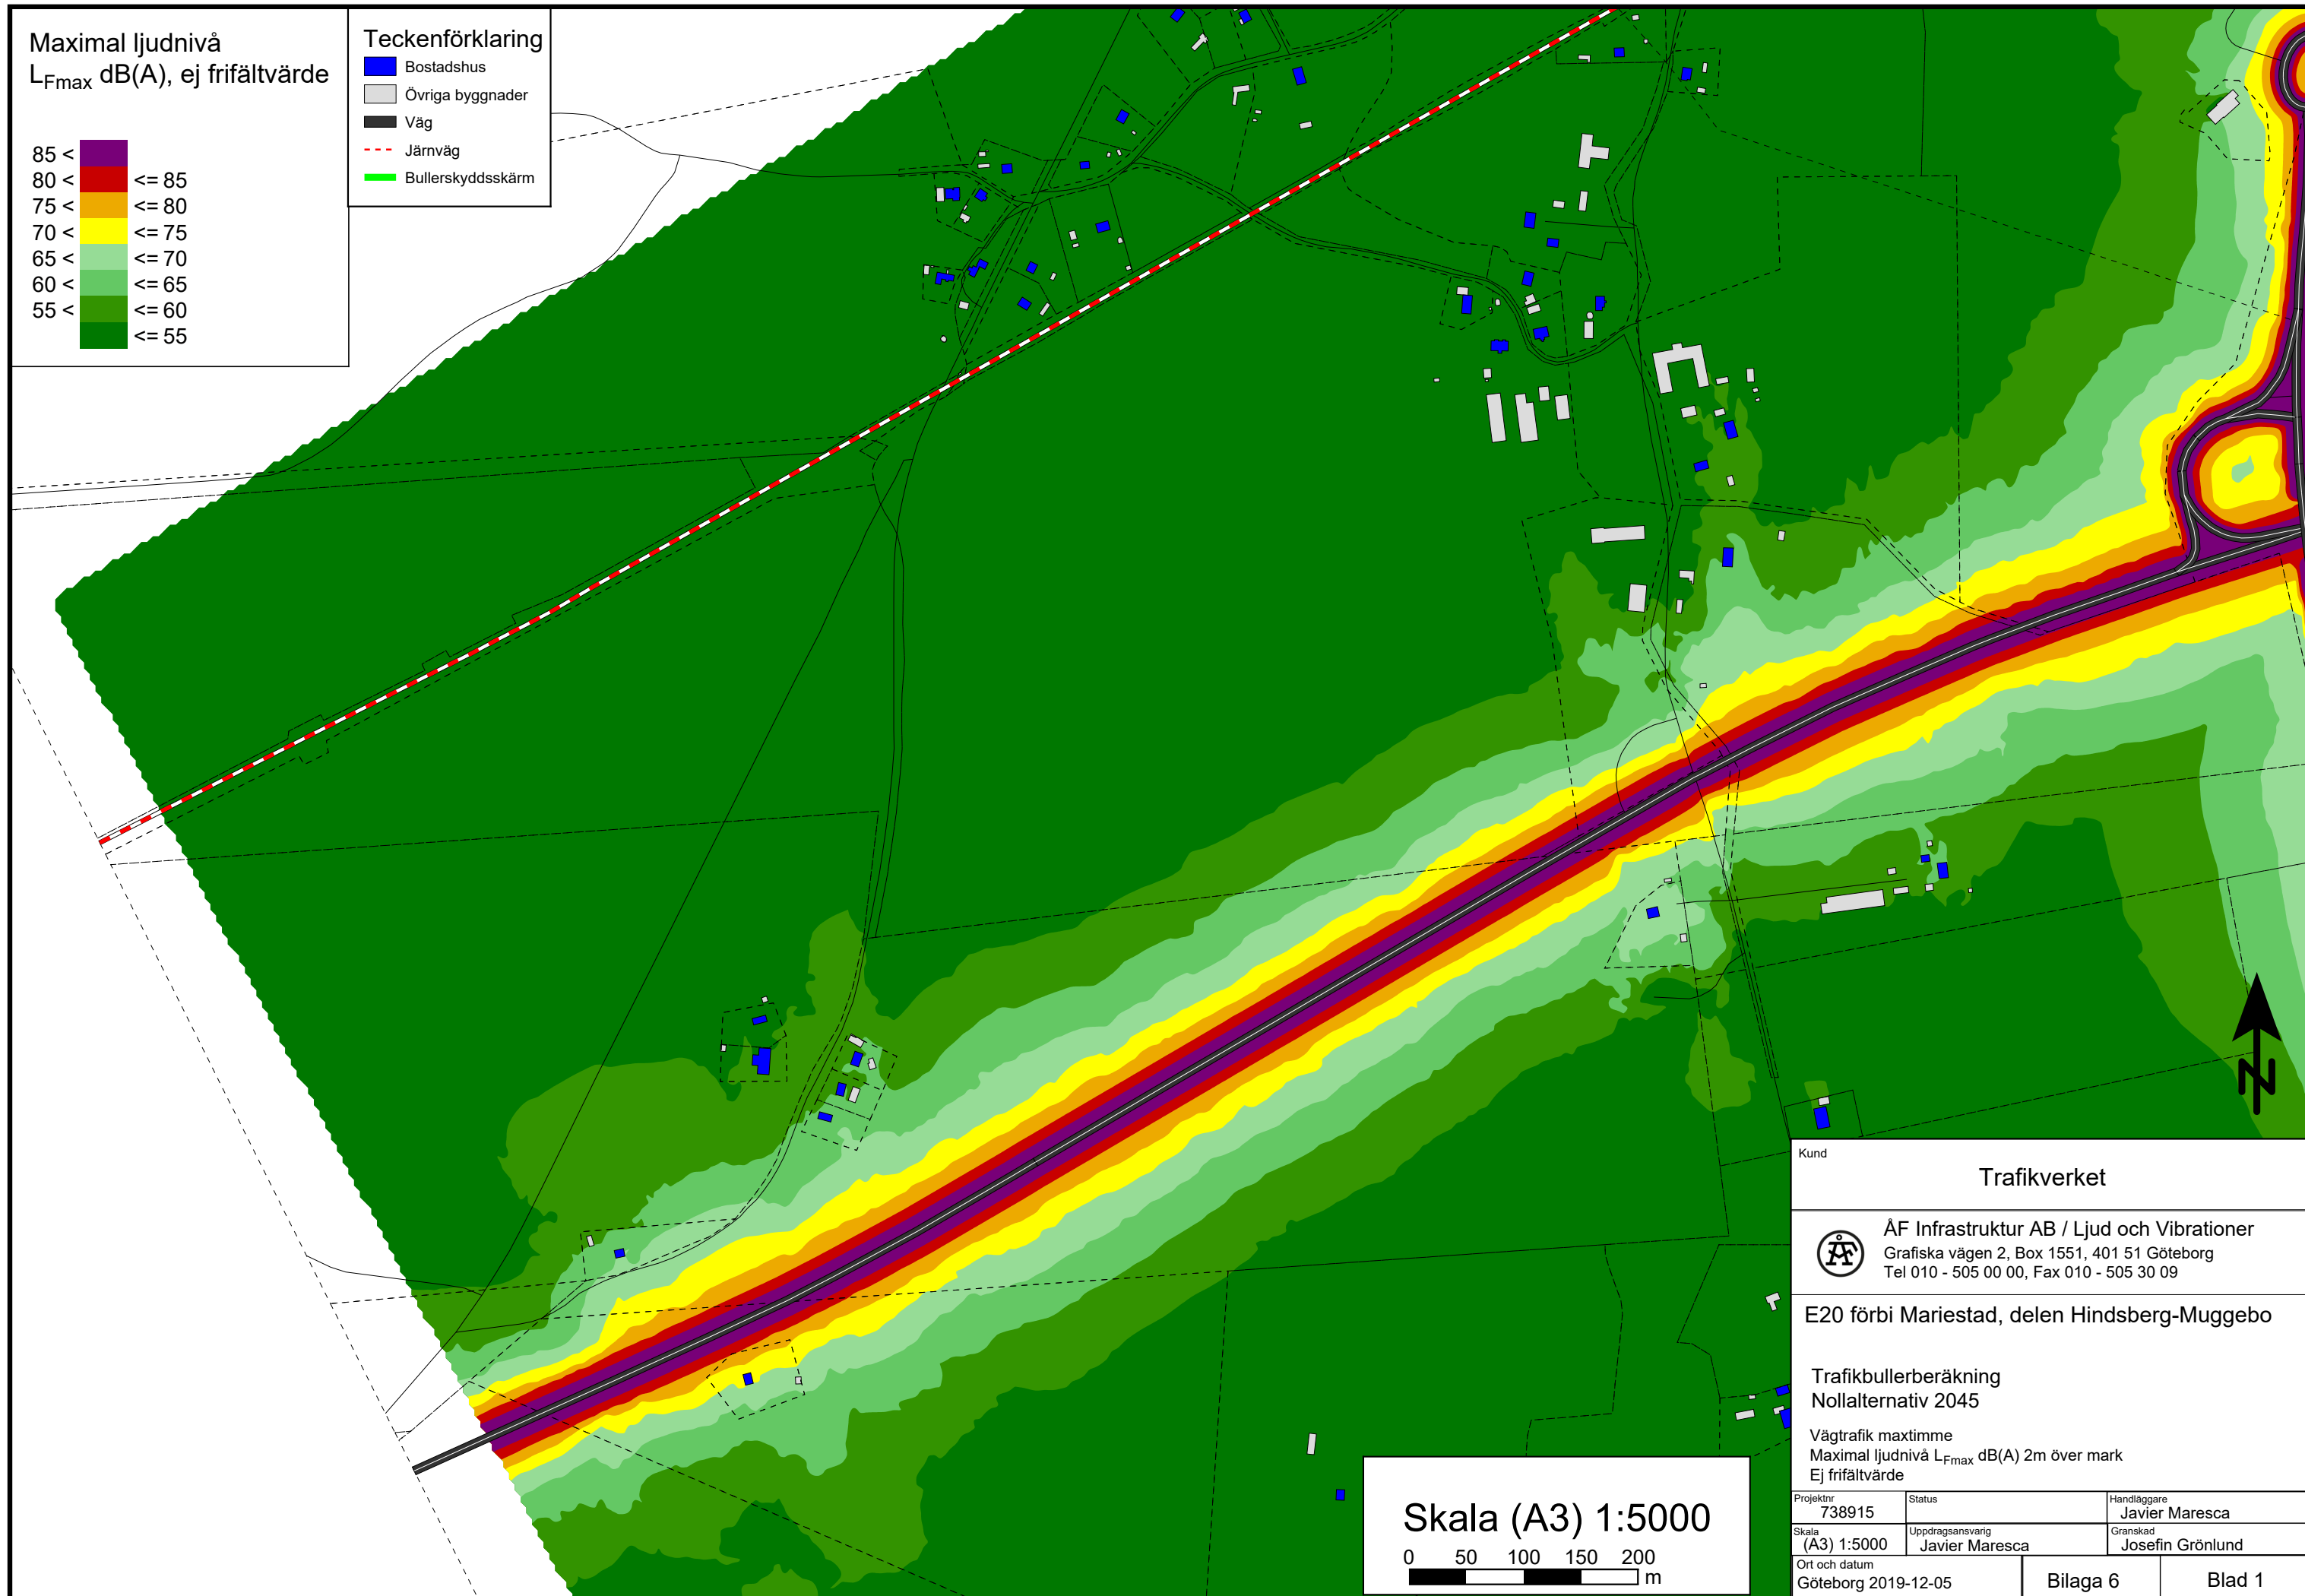 Maximal ljudnivå
LFmax dB(A), ej frifältvärde
85 <
80 < <= 85
75 < <= 80
70 < <= 75
65 < <= 70
60 < <= 65
55 < <= 60
<= 55
Teckenförklaring
Bostadshus
Övriga byggnader
Väg
Järnväg
Bullerskyddsskärm
N
Skala (A3) 1:5000
0 50 100 150 200
m
Kund
Trafikverket
ÅF
ÅF Infrastruktur AB / Ljud och Vibrationer
Grafiska vägen 2, Box 1551, 401 51 Göteborg
Tel 010 - 505 00 00, Fax 010 - 505 30 09
E20 förbi Mariestad, delen Hindsberg-Muggebo
Trafikbullerberäkning
Nollalternativ 2045
Vägtrafik maxtimme
Maximal ljudnivå LFmax dB(A) 2m över mark
Ej frifältvärde
Projektnr Status Handläggare
738915 Javier Maresca
Skala Uppdragsansvarig Granskad
(A3) 1:5000 Javier Maresca Josefin Grönlund
Ort och datum
Göteborg 2019-12-05 Bilaga 6 Blad 1